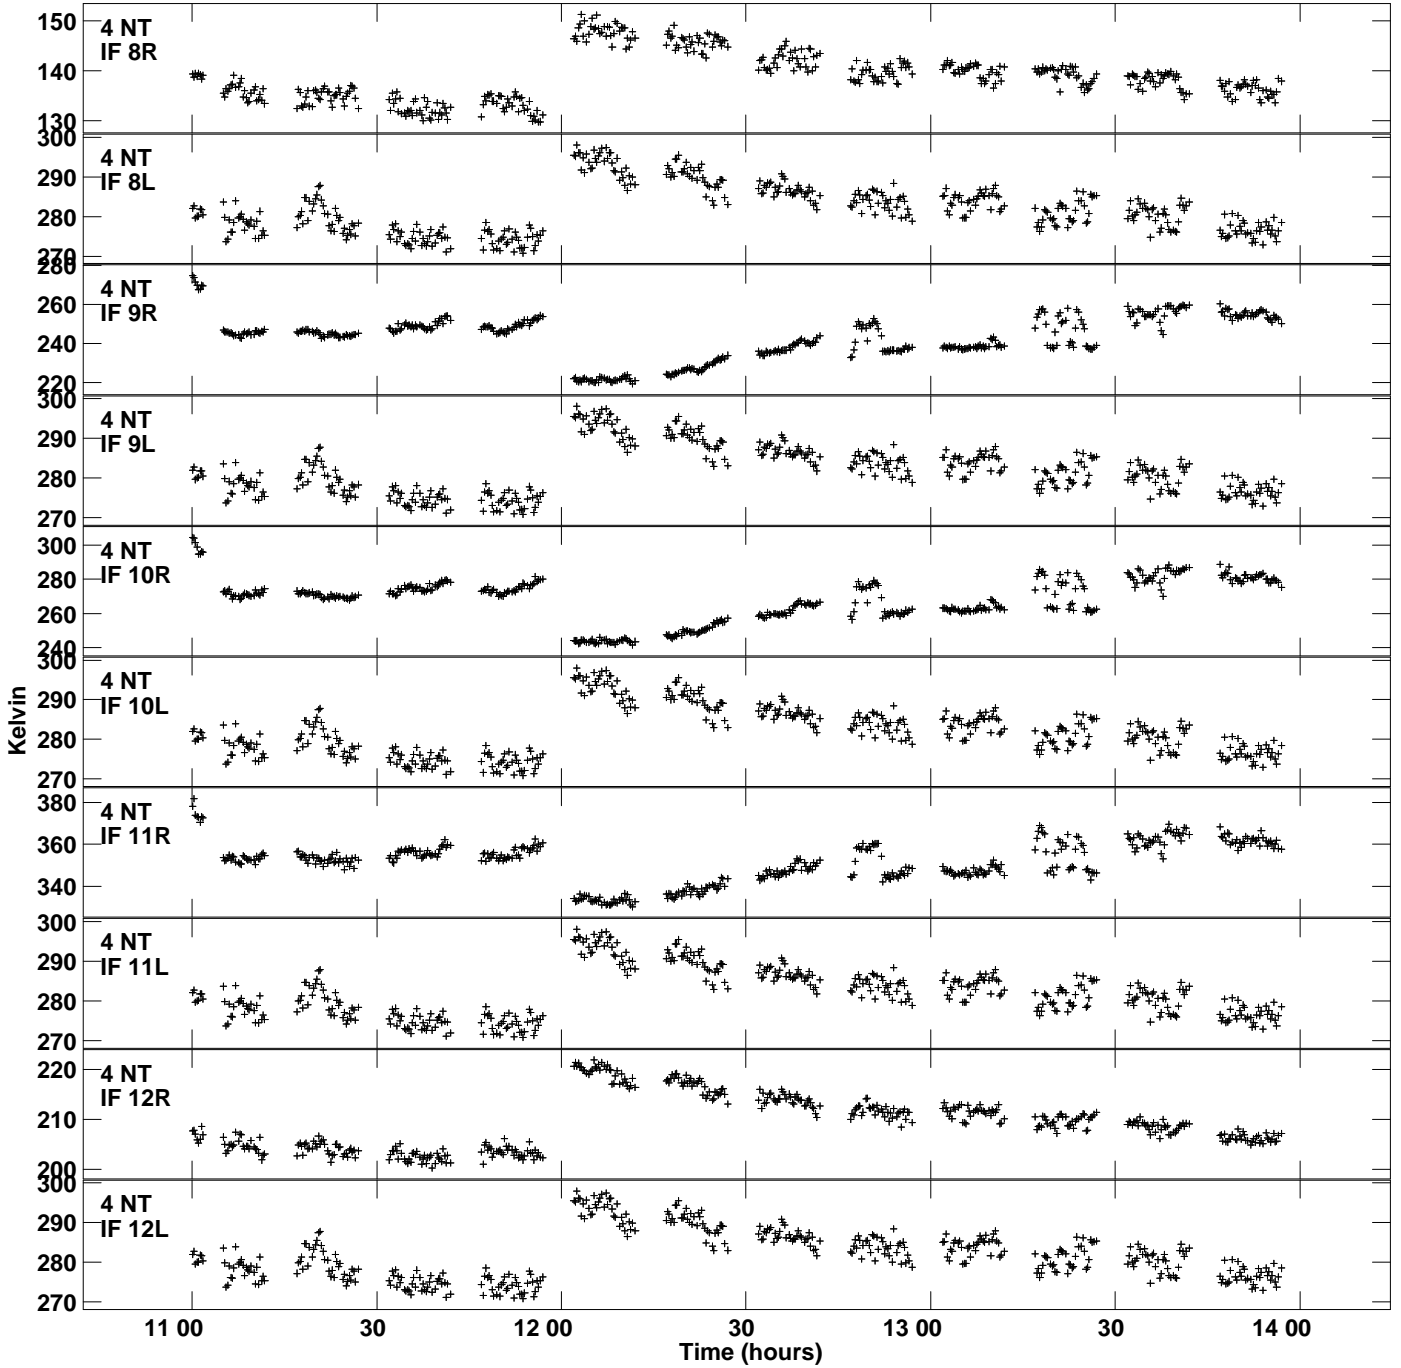 150
140
130
4 NT
IF 8R
300
290
280
270
4 NT
IF 8L
280
260
240
220
4 NT
IF 9R
300
290
280
270
4 NT
IF 9L
300
280
260
240
4 NT
IF 10R
300
290
280
270
4 NT
IF 10L
Kelvin
380
360
340
4 NT
IF 11R
300
290
280
270
4 NT
IF 11L
220
210
200
4 NT
IF 12R
300
290
280
270
4 NT
IF 12L
11 00 30 12 00 30 13 00 30 14 00
Time (hours)